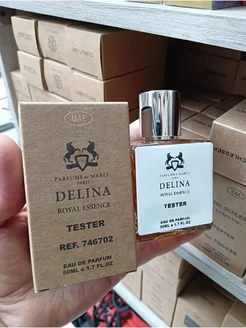 UAE
PARFUMS de MARLY
PARIS
DELINA
ROYAL ESSENCE
TESTER
REF. 746702
EAU DE PARFUM
50ML e 1.7 FL.OZ
PARFUMS de MARLY
PARIS
DELINA
ROYAL ESSENCE
TESTER
EAU DE PARFUM
50ML e 1.7 FL.OZ